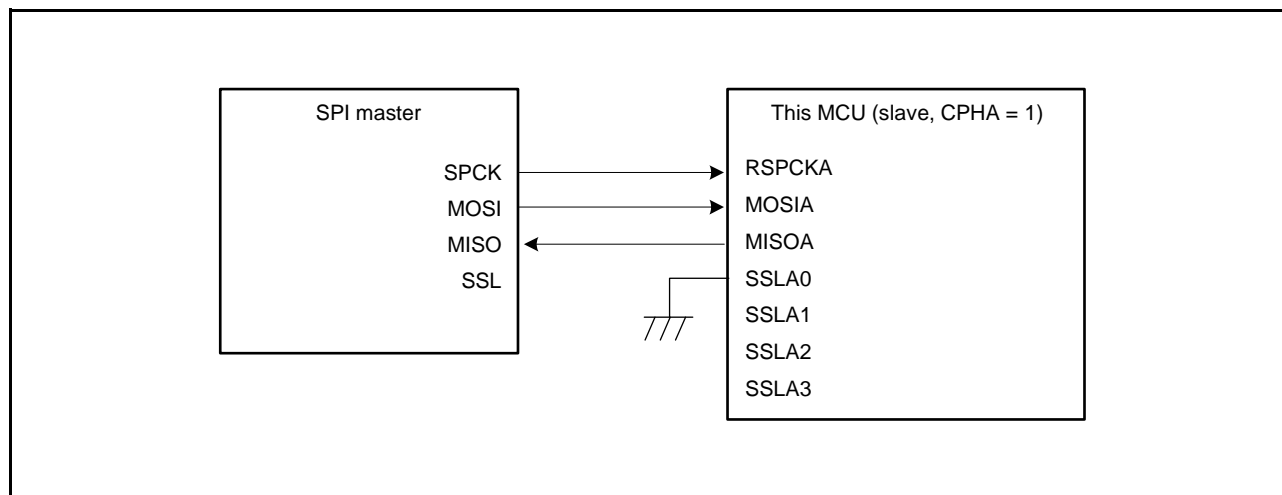 SPI master
SPCK
MOSI
MISO
SSL
This MCU (slave, CPHA = 1)
RSPCKA
MOSIA
MISOA
SSLA0
SSLA1
SSLA2
SSLA3